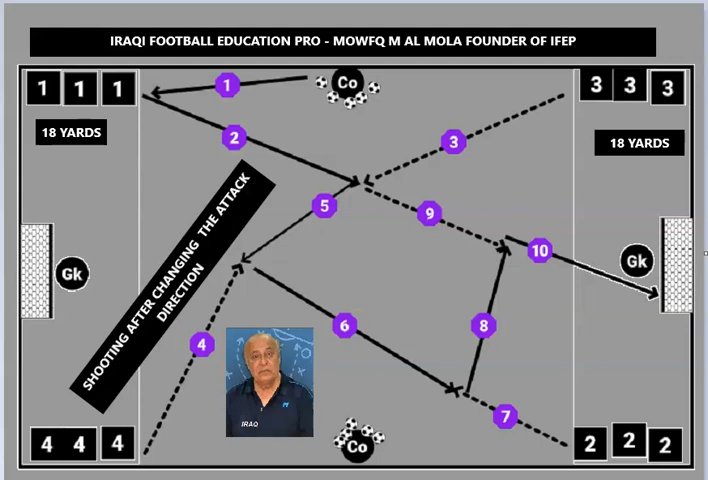 IRAQI FOOTBALL EDUCATION PRO - MOWFQ M AL MOLA FOUNDER OF IFEP
1 1 1
Co
3 3 3
1
18 YARDS
2
3
18 YARDS
5
9
SHOOTING AFTER CHANGING THE ATTACK
DIRECTION
10
Gk
Gk
6
8
4
7
IRAQ
4 4 4
Co
2 2 2